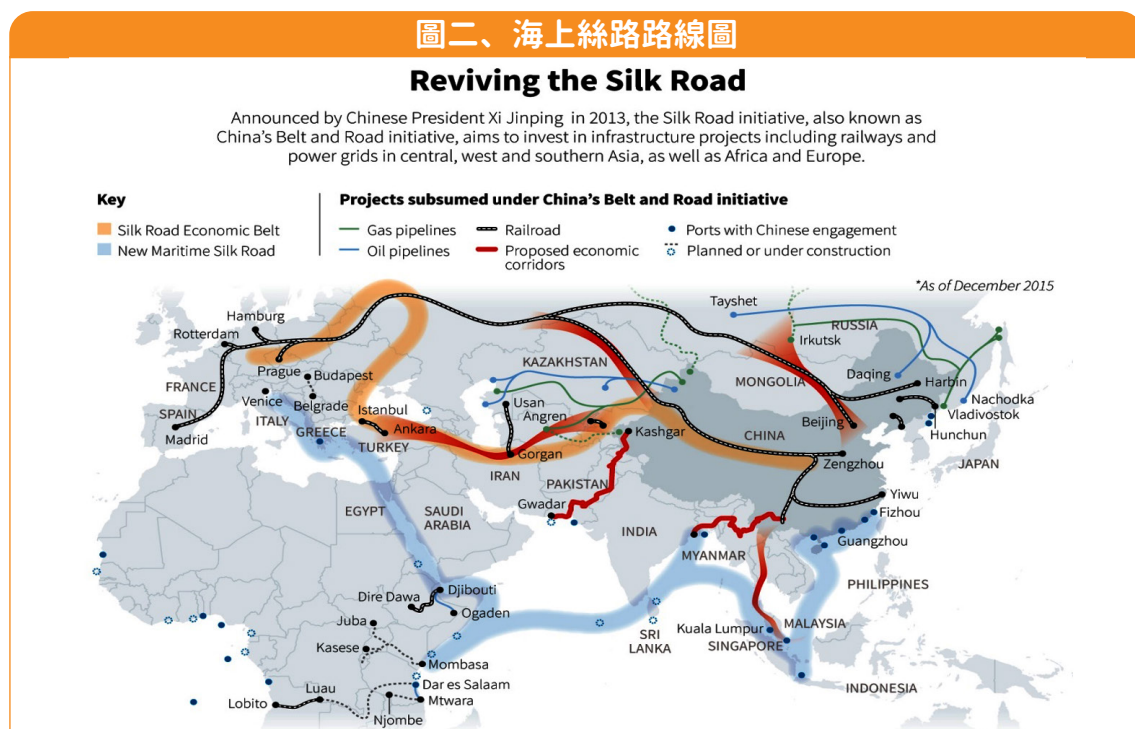 圖二、海上絲路路線圖
Reviving the Silk Road
Announced by Chinese President Xi Jinping in 2013, the Silk Road initiative, also known as
China's Belt and Road initiative, aims to invest in infrastructure projects including railways and
power grids in central, west and southern Asia, as well as Africa and Europe.
Key
Silk Road Economic Belt
New Maritime Silk Road
Projects subsumed under China's Belt and Road initiative
Gas pipelines
Oil pipelines
Railroad
Proposed economic
corridors
Ports with Chinese engagement
Planned or under construction
*As of December 2015
Tayshet
Hamburg
Rotterdam
RUSSIA
Irkutsk
Prague
Budapest
KAZAKHSTAN
MONGOLIA
Daqing
Harbin
FRANCE
Venice
Belgrade
Usan
Nachodka
SPAIN
ITALY
Istanbul
Angren
Vladivostok
Madrid
GREECE
Ankara
Kashgar
Beijing
Hunchun
TURKEY
CHINA
Gorgan
Zengzhou
JAPAN
IRAN
PAKISTAN
Yiwu
Gwadar
Fizhou
EGYPT
SAUDI
ARABIA
INDIA
Guangzhou
MYANMAR
PHILIPPINES
Dire Dawa
Djibouti
Ogaden
Juba
Kuala Lumpur
MALAYSIA
SRI
LANKA
SINGAPORE
Kasese
Mombasa
INDONESIA
Luau
Dar es Salaam
Lobito
Mtwara
Njombe